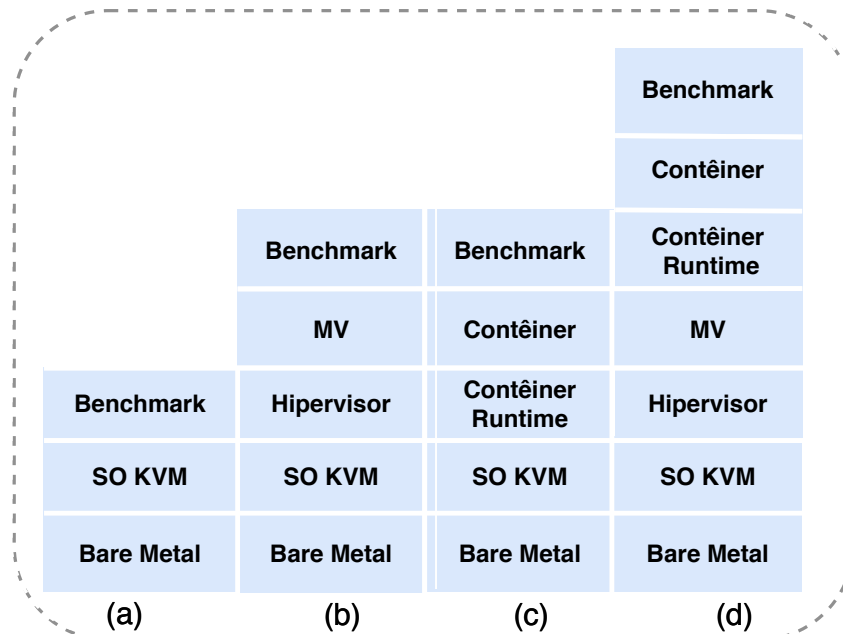 Benchmark
Contêiner
Benchmark Benchmark Contêiner
Runtime
MV Contêiner MV
Benchmark Hipervisor Contêiner
Runtime Hipervisor
SO KVM SO KVM SO KVM SO KVM
Bare Metal Bare Metal Bare Metal Bare Metal
(a) (b) (c) (d)